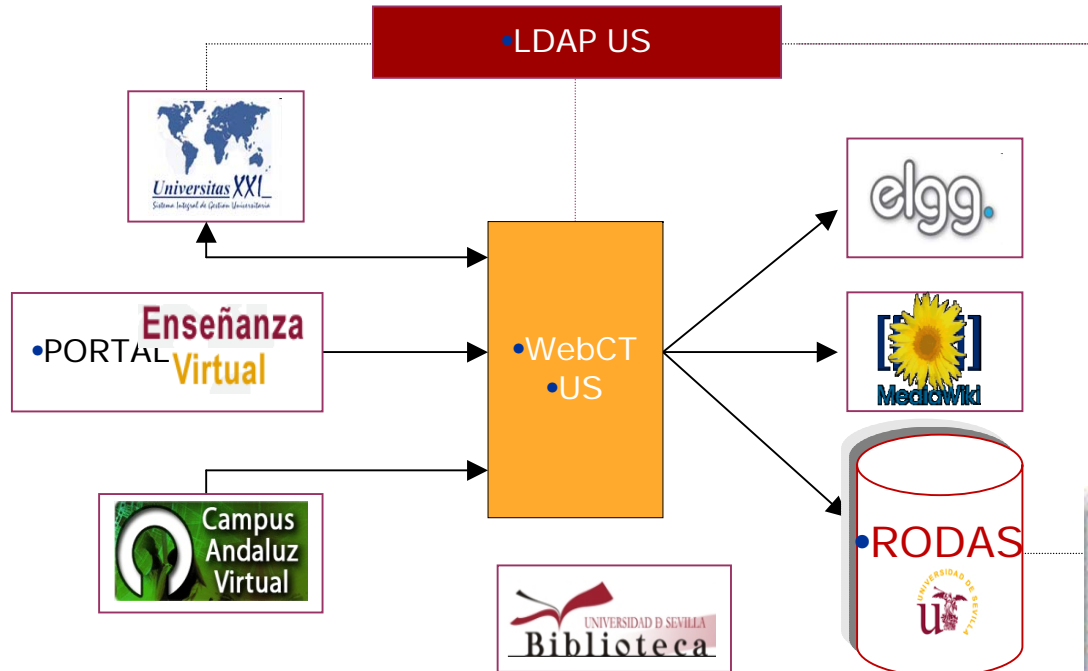 •LDAP US
Universitas XXI
Sistema Integral de Gestion Universitaria
elgg.
•PORTAL
Enseñanza
Virtual
•WebCT
•US
[[ ]]
MediaWiki
Campus
Andaluz
Virtual
•RODAS
UNIVERSIDAD DE SEVILLA
UNIVERSIDAD D SEVILLA
Biblioteca